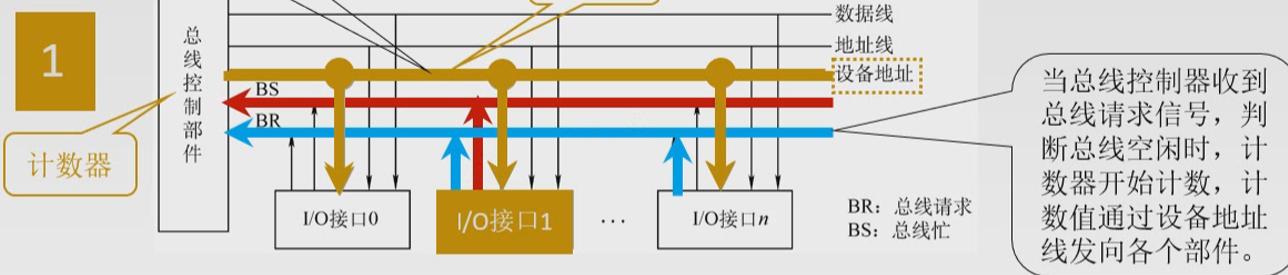 1
总线控制部件
计数器
数据线
地址线
设备地址
BS
BR
I/O接口0
I/O接口1
...
I/O接口n
BR：总线请求
BS：总线忙
当总线控制器收到
总线请求信号，判
断总线空闲时，计
数器开始计数，计
数值通过设备地址
线发向各个部件。